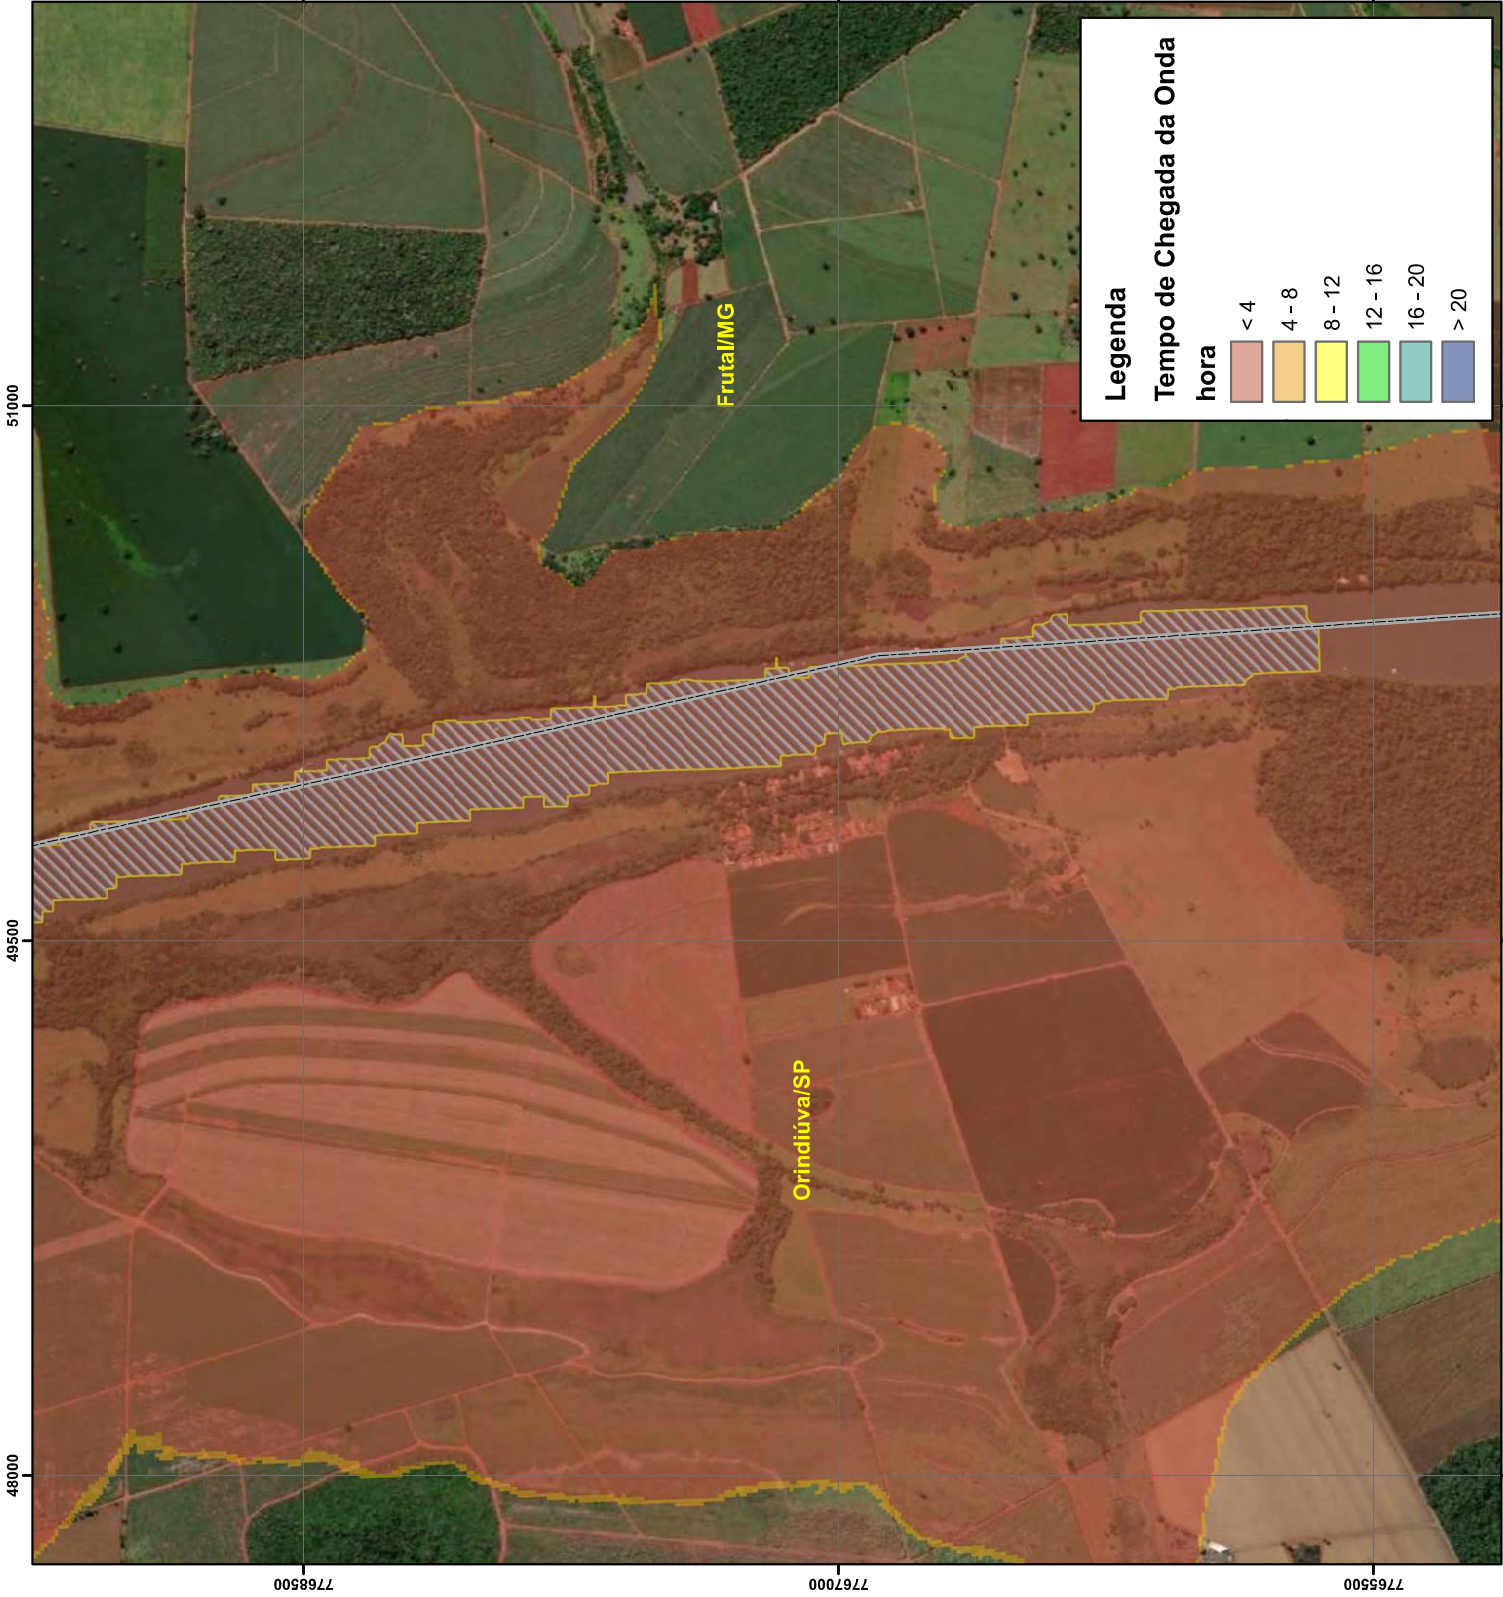 Legenda
Tempo de Chegada da Onda
hora
< 4
4 - 8
8 - 12
12 - 16
16 - 20
> 20
Frutal/MG
Orindiúva/SP
51000
49500
48000
7768500
7767000
7765500